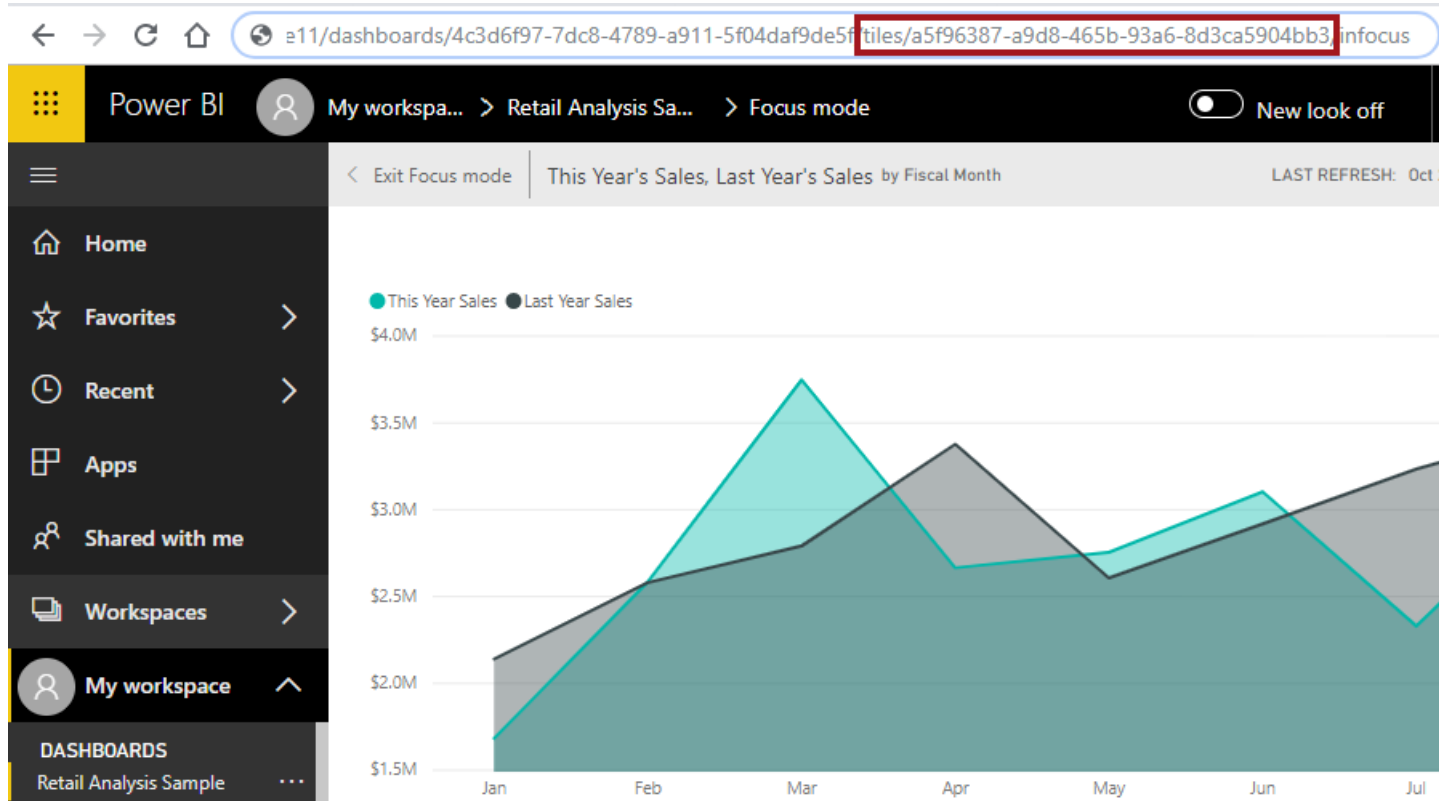 e11/dashboards/4c3d6f97-7dc8-4789-a911-5f04daf9de5f/tiles/a5f96387-a9d8-465b-93a6-8d3ca5904bb3/infocus
Power BI My workspa... > Retail Analysis Sa... > Focus mode New look off
< Exit Focus mode This Year's Sales, Last Year's Sales by Fiscal Month LAST REFRESH: Oct
Home
Favorites
Recent
Apps
Shared with me
Workspaces
My workspace
DASHBOARDS
Retail Analysis Sample ...
This Year Sales Last Year Sales
$4.0M
$3.5M
$3.0M
$2.5M
$2.0M
$1.5M
Jan Feb Mar Apr May Jun Jul